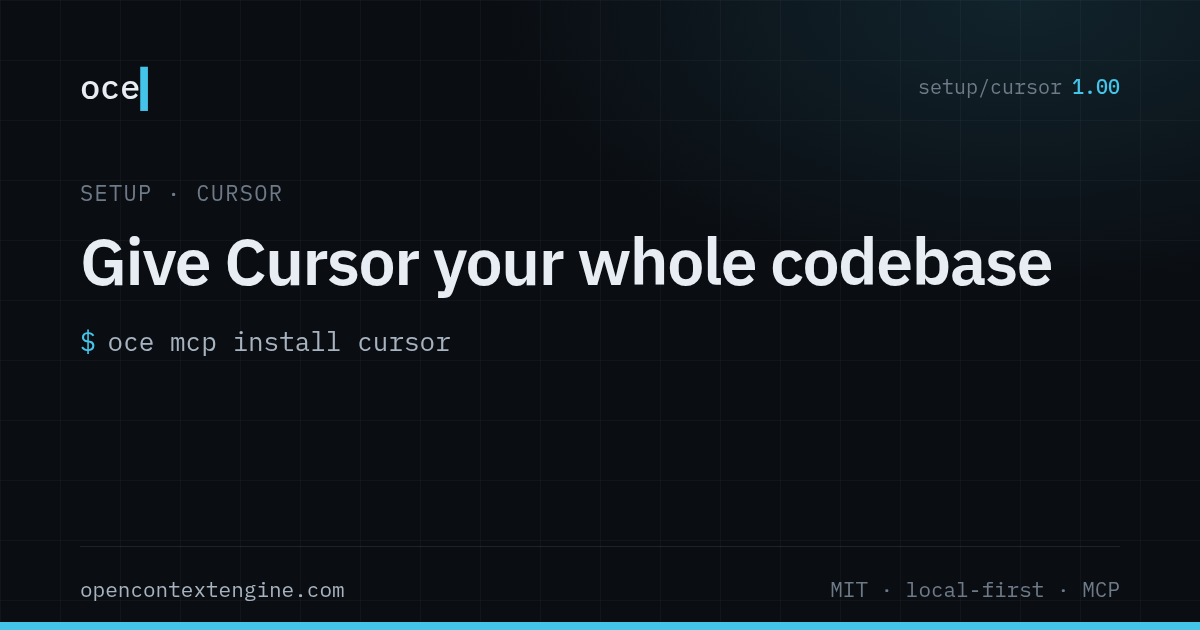 oce
setup/cursor 1.00
SETUP · CURSOR
Give Cursor your whole codebase
$ oce mcp install cursor
opencontextengine.com
MIT · local-first · MCP